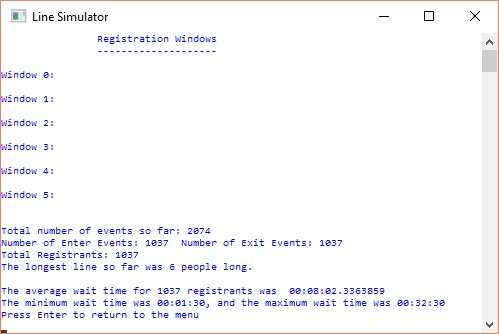 Line Simulator
Registration Windows
--------------------
Window 0:
Window 1:
Window 2:
Window 3:
Window 4:
Window 5:
Total number of events so far: 2074
Number of Enter Events: 1037  Number of Exit Events: 1037
Total Registrants: 1037
The longest line so far was 6 people long.
The average wait time for 1037 registrants was  00:08:02.3363859
The minimum wait time was 00:01:30, and the maximum wait time was 00:32:30
Press Enter to return to the menu